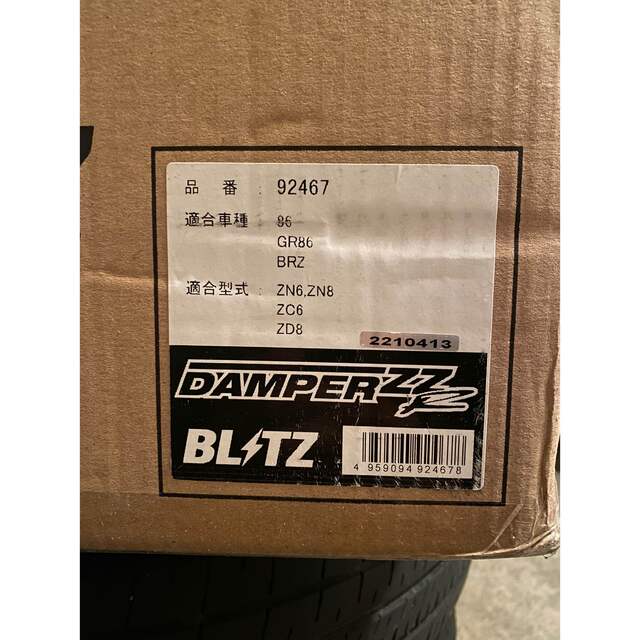 品 番 : 92467
適合車種 : 86
GR86
BRZ
適合型式 : ZN6,ZN8
ZC6
ZD8
2210413
DAMPER ZZ-R
BLITZ
4 959094 924678